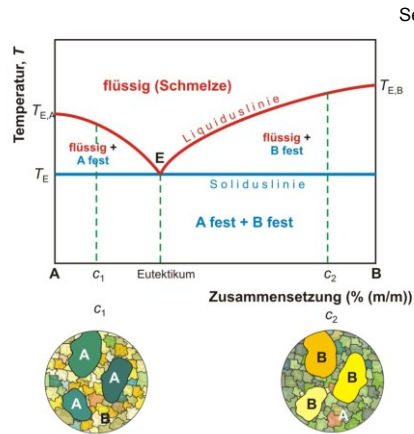 Se
Temperatur, T
flüssig (Schmelze)
T_E,B
T_E,A
Liquiduslinie
flüssig +
A fest
E
flüssig +
B fest
T_E
Soliduslinie
A fest + B fest
A
c_1
Eutektikum
c_2
B
Zusammensetzung (% (m/m))
c_1
c_2
A
A
A
B
B
B
B
A